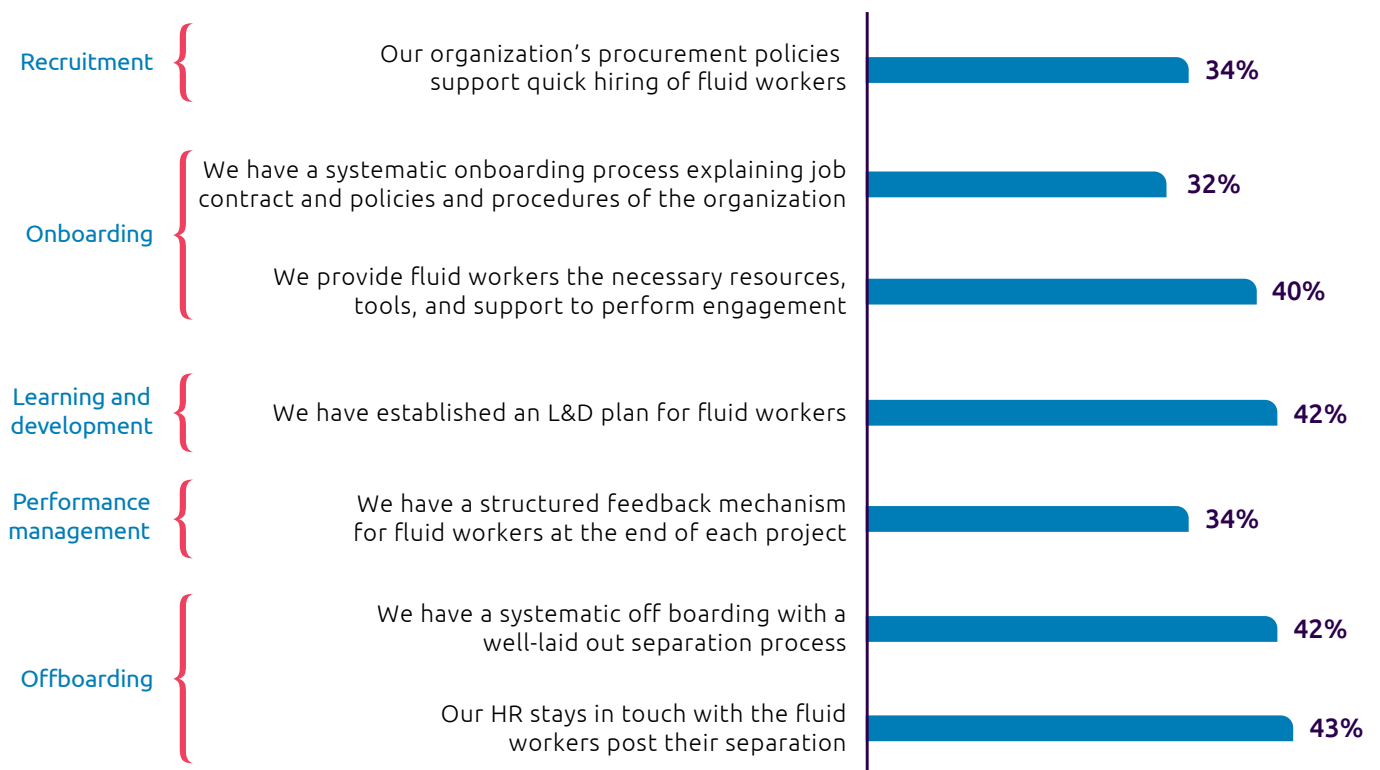 Recruitment
Our organization's procurement policies
support quick hiring of fluid workers
34%
Onboarding
We have a systematic onboarding process explaining job
contract and policies and procedures of the organization
32%
We provide fluid workers the necessary resources,
tools, and support to perform engagement
40%
Learning and
development
We have established an L&D plan for fluid workers
42%
Performance
management
We have a structured feedback mechanism
for fluid workers at the end of each project
34%
Offboarding
We have a systematic off boarding with a
well-laid out separation process
42%
Our HR stays in touch with the fluid
workers post their separation
43%